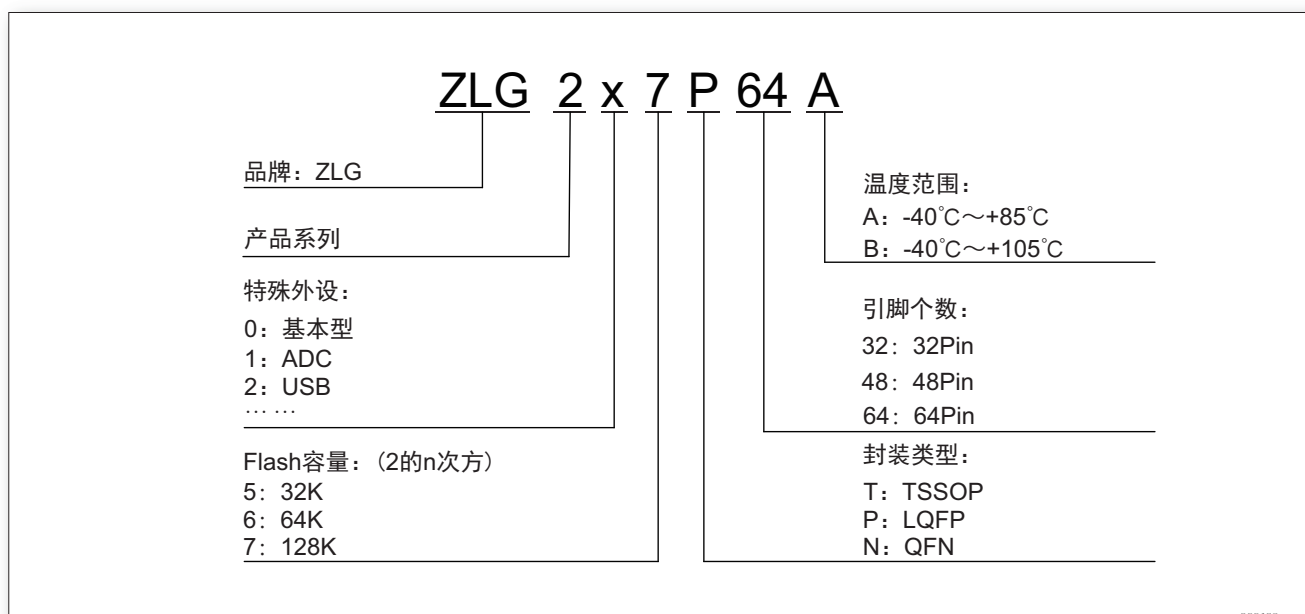 ZLG 2 x 7 P 64 A
品牌：ZLG
产品系列
特殊外设：
0：基本型
1：ADC
2：USB
⋯ ⋯
Flash容量：(2的n次方)
5：32K
6：64K
7：128K
温度范围：
A：-40℃～+85℃
B：-40℃～+105℃
引脚个数：
32：32Pin
48：48Pin
64：64Pin
封装类型：
T：TSSOP
P：LQFP
N：QFN